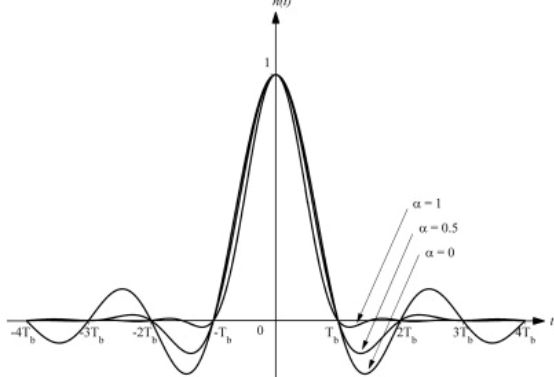 h(t)
1
α = 1
α = 0.5
α = 0
-4T_b -3T_b -2T_b -T_b 0 T_b 2T_b 3T_b 4T_b t